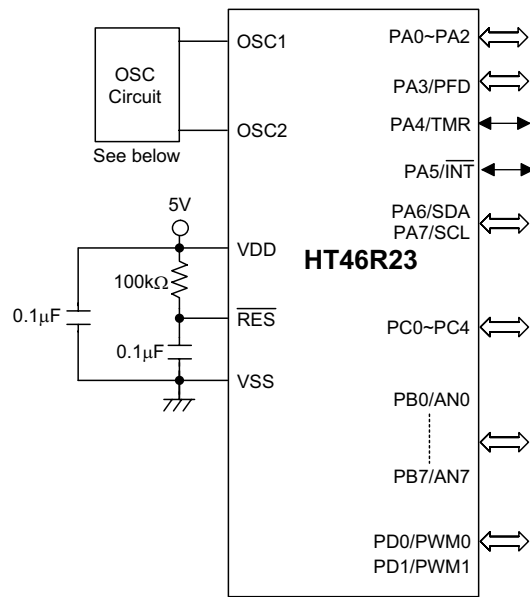 OSC
Circuit
See below
OSC1
OSC2
5V
VDD
100kΩ
0.1μF
RES
0.1μF
VSS
HT46R23
PA0~PA2
PA3/PFD
PA4/TMR
PA5/INT
PA6/SDA
PA7/SCL
PC0~PC4
PB0/AN0
PB7/AN7
PD0/PWM0
PD1/PWM1